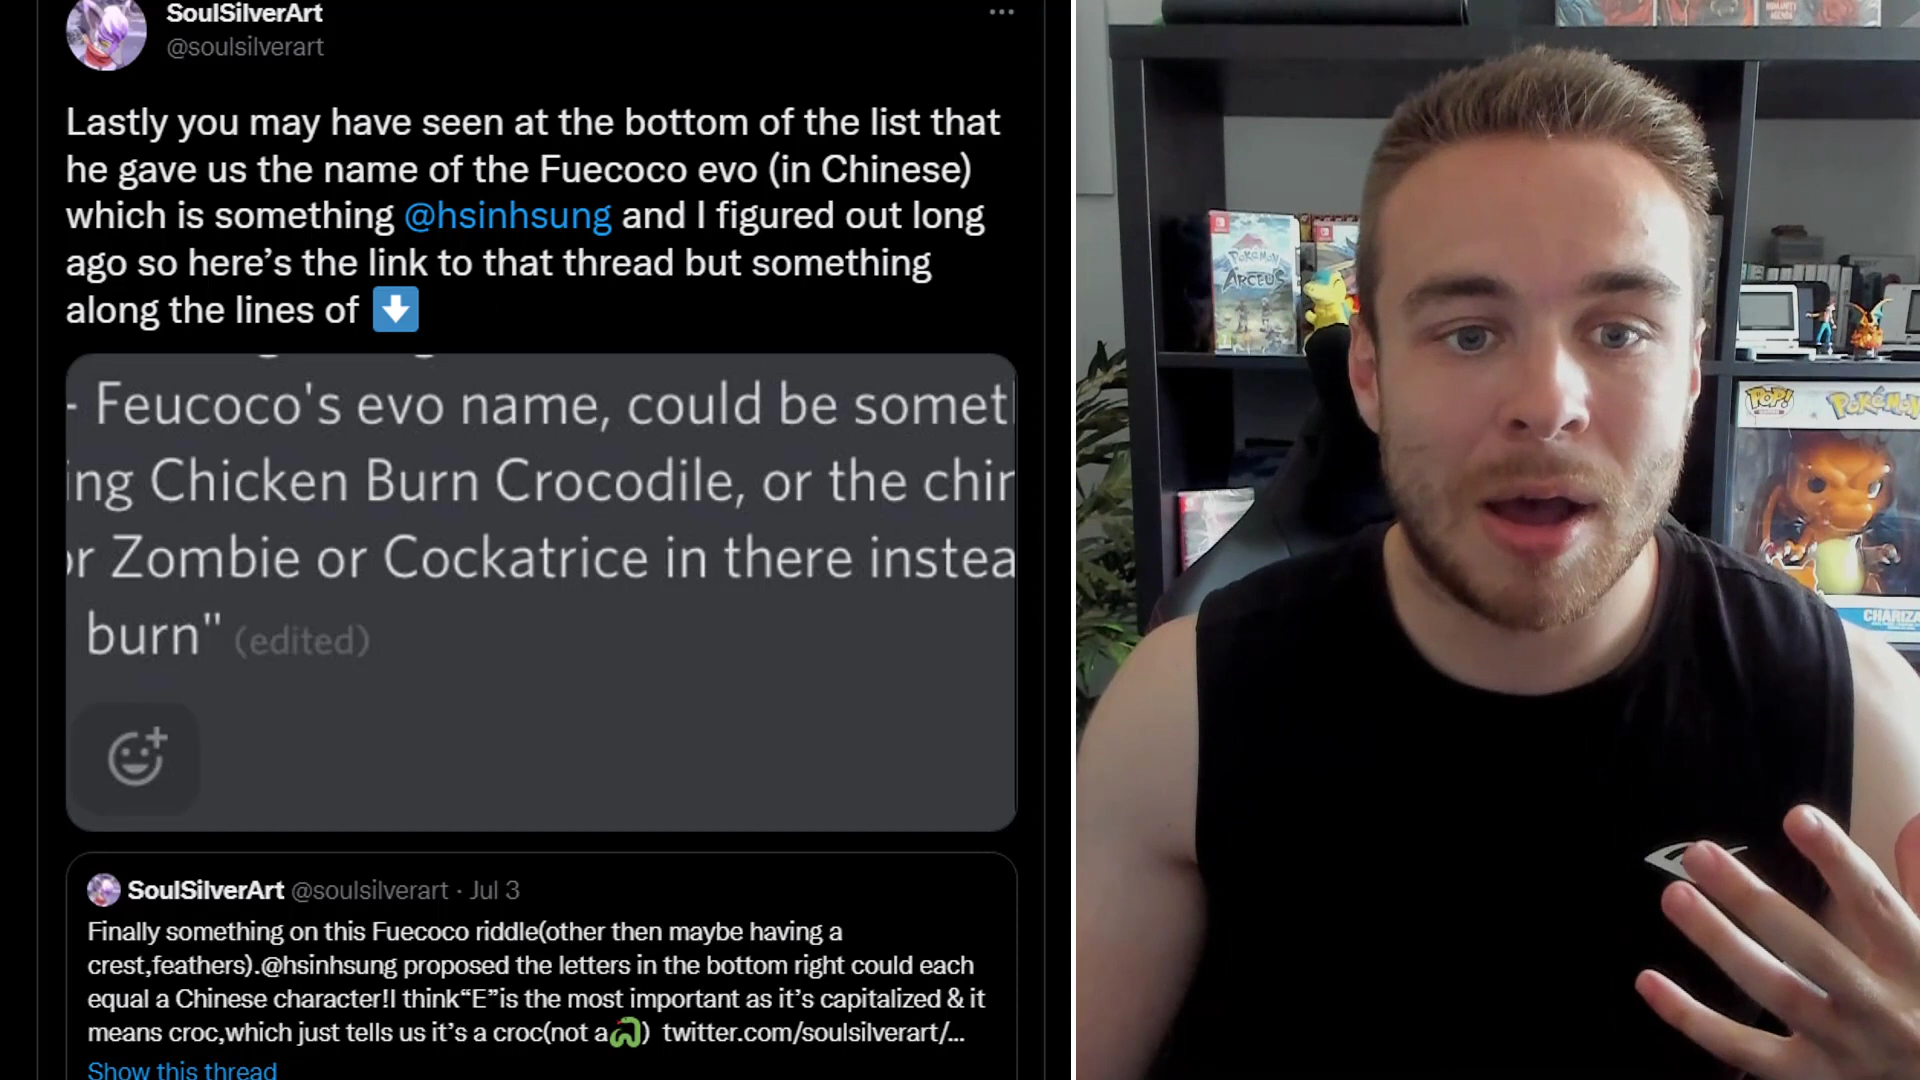 SoulSilverArt
@soulsilverart
Lastly you may have seen at the bottom of the list that
he gave us the name of the Fuecoco evo (in Chinese)
which is something @hsinhsung and I figured out long
ago so here’s the link to that thread but something
along the lines of
- Feucoco's evo name, could be somet
ing Chicken Burn Crocodile, or the
or Zombie or Cockatrice in there instea
burn" (edited)
SoulSilverArt @soulsilverart · Jul 3
Finally something on this Fuecoco riddle(other then maybe having a
crest,feathers).@hsinhsung proposed the letters in the bottom right could each
equal a Chinese character!I think“E”is the most important as it’s capitalized & it
means croc,which just tells us it’s a croc(not a) twitter.com/soulsilverart/...
Show this thread
POKÉMON
ARCEUS
POP!
POKéMON
CHARIZA